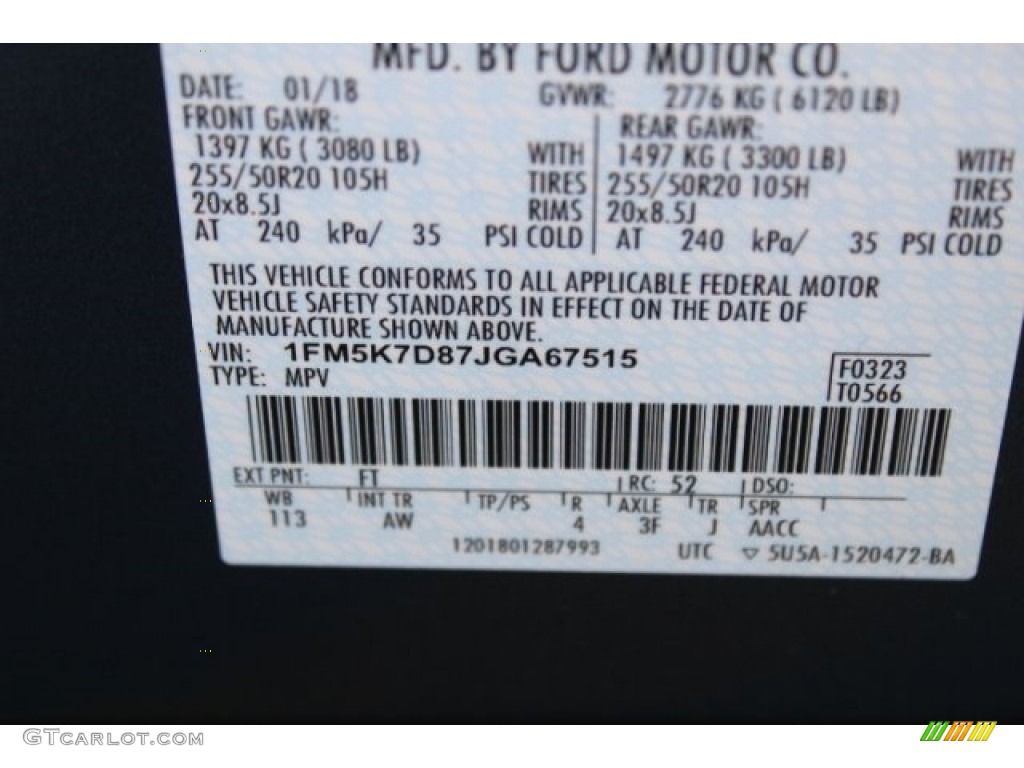 MFD. BY FORD MOTOR CO.
DATE: 01/18 GVWR: 2776 KG ( 6120 LB)
FRONT GAWR: REAR GAWR:
1397 KG ( 3080 LB) WITH 1497 KG ( 3300 LB) WITH
255/50R20 105H TIRES 255/50R20 105H TIRES
20x8.5J RIMS 20x8.5J RIMS
AT 240 kPa/ 35 PSI COLD AT 240 kPa/ 35 PSI COLD
THIS VEHICLE CONFORMS TO ALL APPLICABLE FEDERAL MOTOR
VEHICLE SAFETY STANDARDS IN EFFECT ON THE DATE OF
MANUFACTURE SHOWN ABOVE.
VIN: 1FM5K7D87JGA67515
TYPE: MPV
F0323
T0566
EXT PNT: FT RC: 52 DSO:
WB INT TR TP/PS R AXLE TR SPR
113 AW 4 3F J AACC
1201801287993 UTC ▽ 5U5A-1520472-BA
GTCARLOT.COM